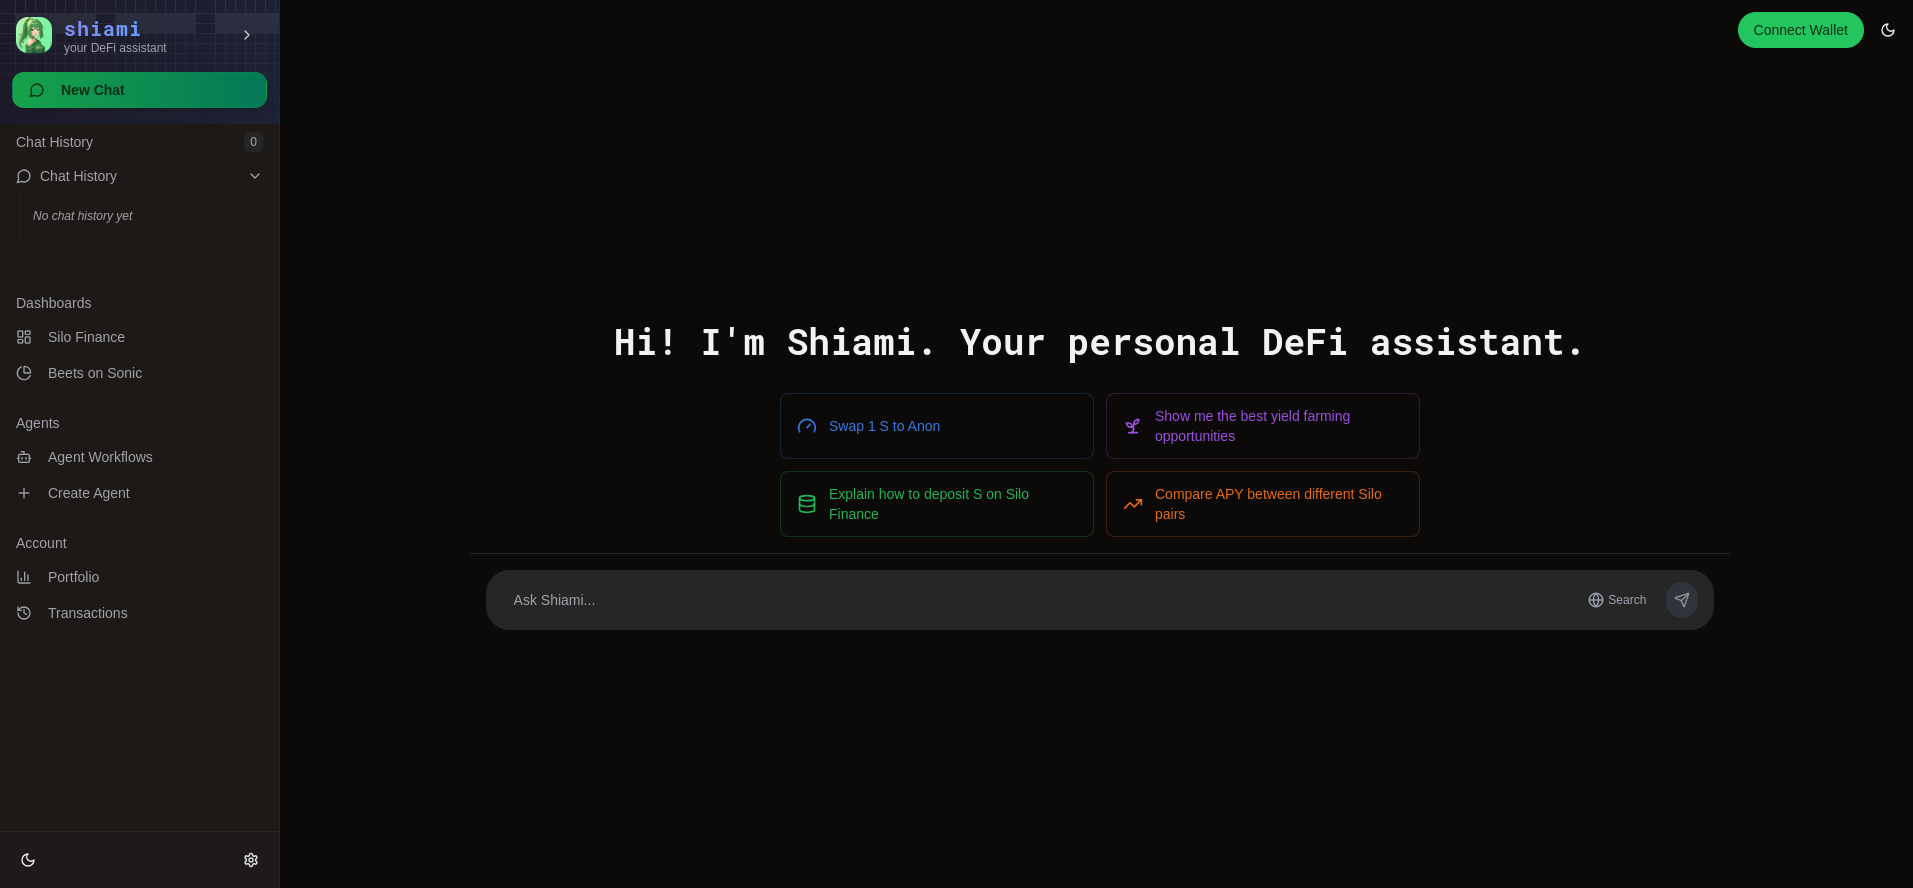 shiami
your DeFi assistant
New Chat
Chat History
0
Chat History
No chat history yet
Dashboards
Silo Finance
Beets on Sonic
Agents
Agent Workflows
Create Agent
Account
Portfolio
Transactions
Connect Wallet
Hi! I'm Shiami. Your personal DeFi assistant.
Swap 1 S to Anon
Show me the best yield farming
opportunities
Explain how to deposit S on Silo
Finance
Compare APY between different Silo
pairs
Ask Shiami...
Search